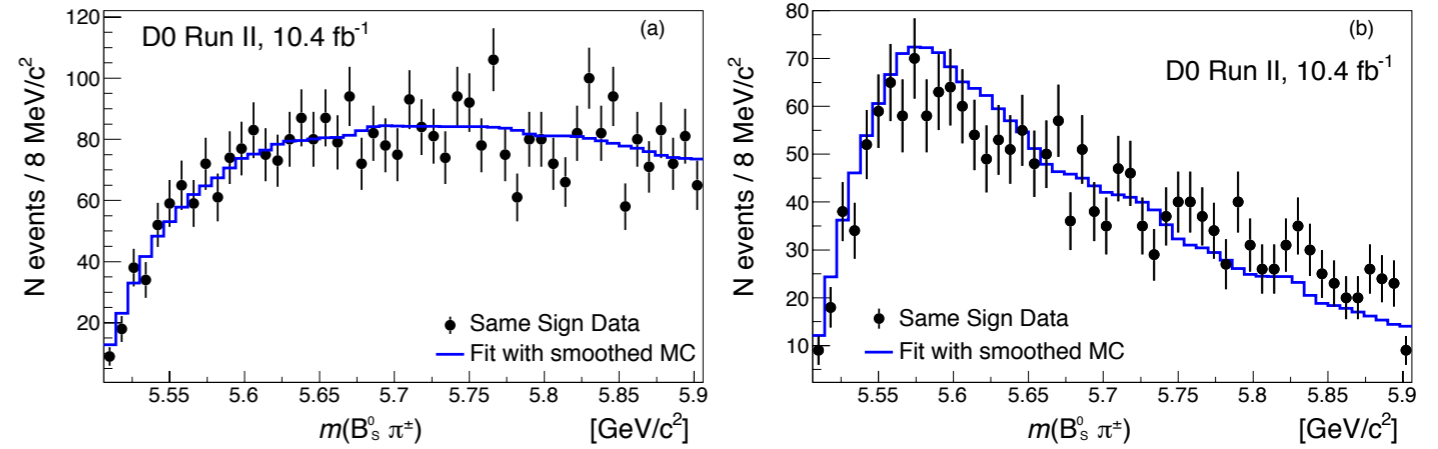 120
100
80
60
40
20
N events / 8 MeV/c²
D0 Run II, 10.4 fb⁻¹
(a)
Same Sign Data
Fit with smoothed MC
5.55 5.6 5.65 5.7 5.75 5.8 5.85 5.9
m(B⁰ₛ π±) [GeV/c²]
80
70
60
50
40
30
20
10
N events / 8 MeV/c²
(b)
D0 Run II, 10.4 fb⁻¹
Same Sign Data
Fit with smoothed MC
5.55 5.6 5.65 5.7 5.75 5.8 5.85 5.9
m(B⁰ₛ π±) [GeV/c²]